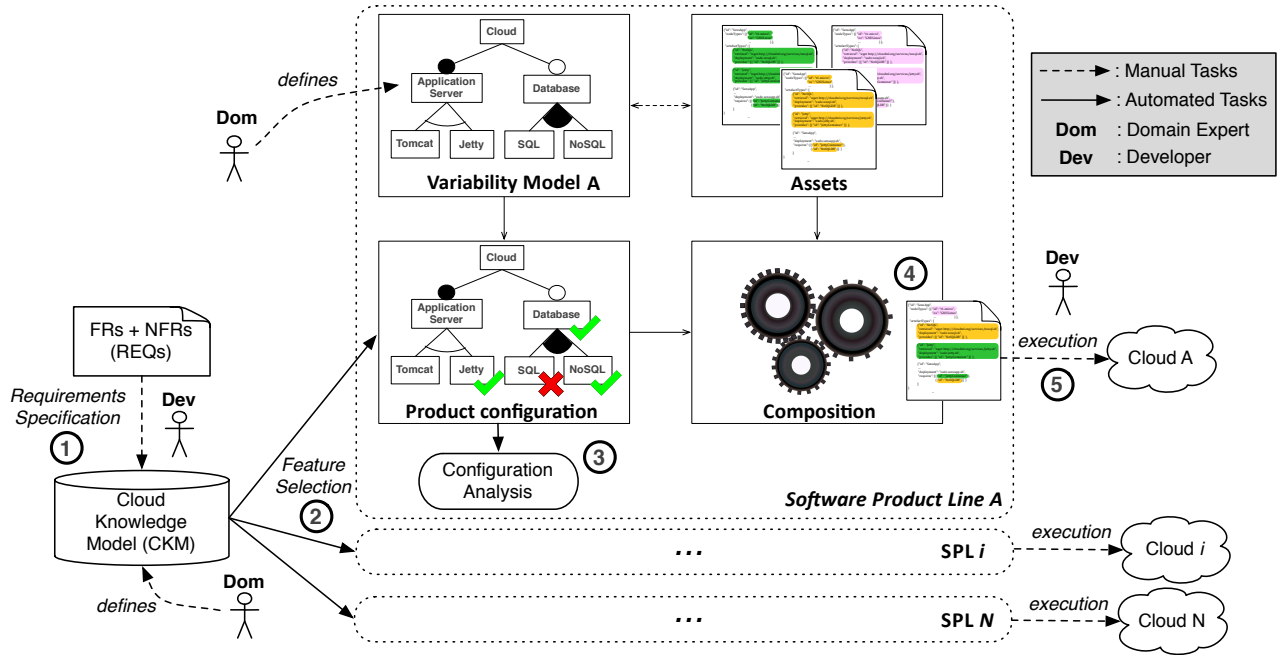 Cloud
Application
Server
Database
Tomcat
Jetty
SQL
NoSQL
Variability Model A
defines
Dom
Assets
: Manual Tasks
: Automated Tasks
Dom : Domain Expert
Dev : Developer
Cloud
Application
Server
Database
Tomcat
Jetty
SQL
NoSQL
Product configuration
4
Composition
Dev
execution
5
Cloud A
FRs + NFRs
(REQs)
Requirements
Specification
1
Dev
Feature
Selection
2
3
Configuration
Analysis
Software Product Line A
Cloud
Knowledge
Model (CKM)
Dom
defines
... SPL i
execution
Cloud i
... SPL N
execution
Cloud N